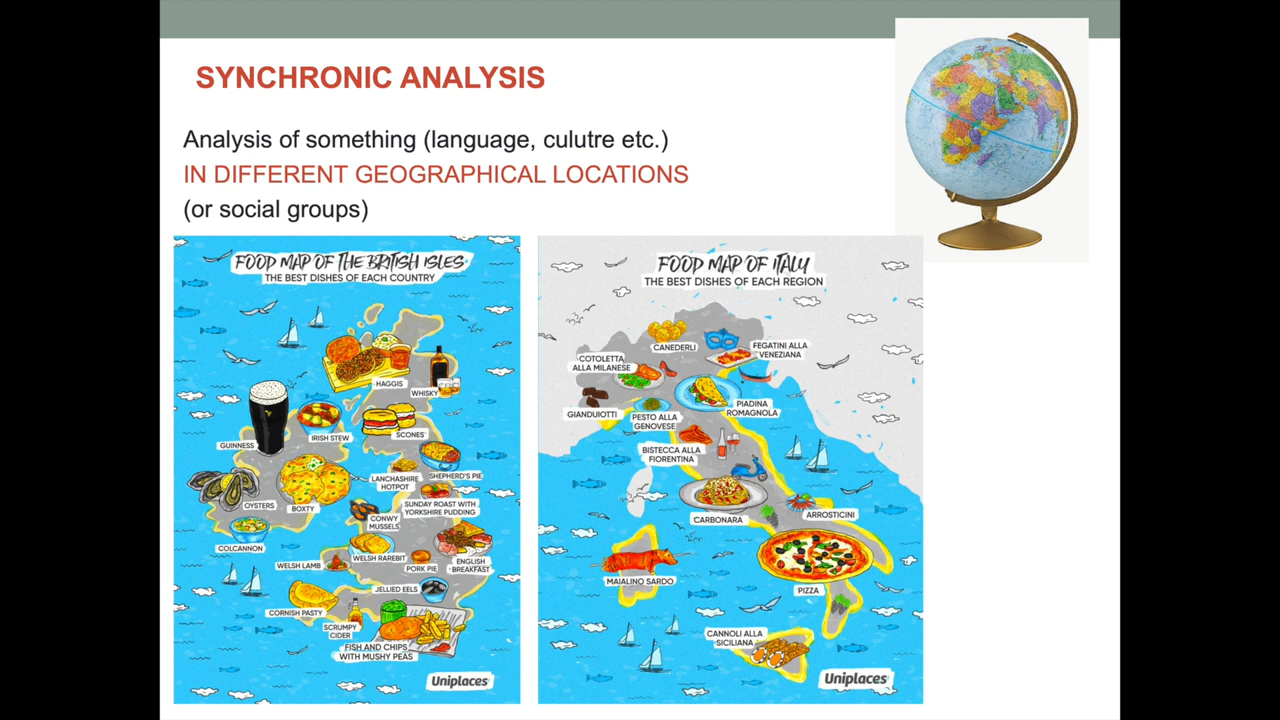 SYNCHRONIC ANALYSIS
Analysis of something (language, culutre etc.)
IN DIFFERENT GEOGRAPHICAL LOCATIONS
(or social groups)
FOOD MAP OF THE BRITISH ISLES
THE BEST DISHES OF EACH COUNTRY
HAGGIS
WHISKY
GUINNESS
IRISH STEW
SCONES
LANCHASHIRE
HOTPOT
SHEPHERD'S PIE
OYSTERS
BOXTY
SUNDAY ROAST WITH
YORKSHIRE PUDDING
CONWY
MUSSELS
COLCANNON
WELSH LAMB
WELSH RAREBIT
PORK PIE
ENGLISH
BREAKFAST
JELLIED EELS
CORNISH PASTY
SCRUMPY
CIDER
FISH AND CHIPS
WITH MUSHY PEAS
Uniplaces
FOOD MAP OF ITALY
THE BEST DISHES OF EACH REGION
CANEDERLI
FEGATINI ALLA
VENEZIANA
COTOLETTA
ALLA MILANESE
GIANDUIOTTI
PESTO ALLA
GENOVESE
PIADINA
ROMAGNOLA
BISTECCA ALLA
FIORENTINA
CARBONARA
ARROSTICINI
MAIALINO SARDO
PIZZA
CANNOLI ALLA
SICILIANA
Uniplaces